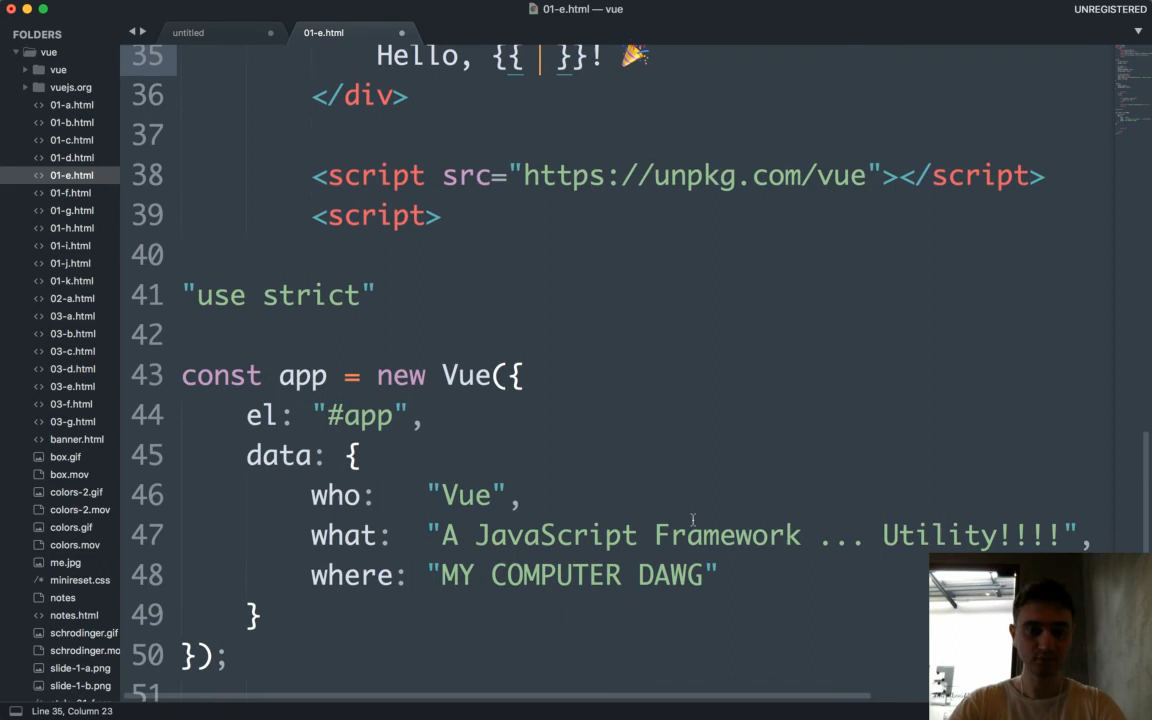 01-e.html — vue
UNREGISTERED
FOLDERS
vue
vue
vuejs.org
01-a.html
01-b.html
01-c.html
01-d.html
01-e.html
01-f.html
01-g.html
01-h.html
01-i.html
01-j.html
01-k.html
02-a.html
03-a.html
03-b.html
03-c.html
03-d.html
03-e.html
03-f.html
03-g.html
banner.html
box.gif
box.mov
colors-2.gif
colors-2.mov
colors.gif
colors.mov
me.jpg
minireset.css
notes
notes.html
schrodinger.gif
schrodinger.mo
slide-1-a.png
slide-1-b.png
untitled
01-e.html
35 Hello, {{ }}! 🎉
36 </div>
37
38 <script src="https://unpkg.com/vue"></script>
39 <script>
40
41 "use strict"
42
43 const app = new Vue({
44 el: "#app",
45 data: {
46 who: "Vue",
47 what: "A JavaScript Framework ... Utility!!!!",
48 where: "MY COMPUTER DAWG"
49 }
50 });
51
Line 35, Column 23